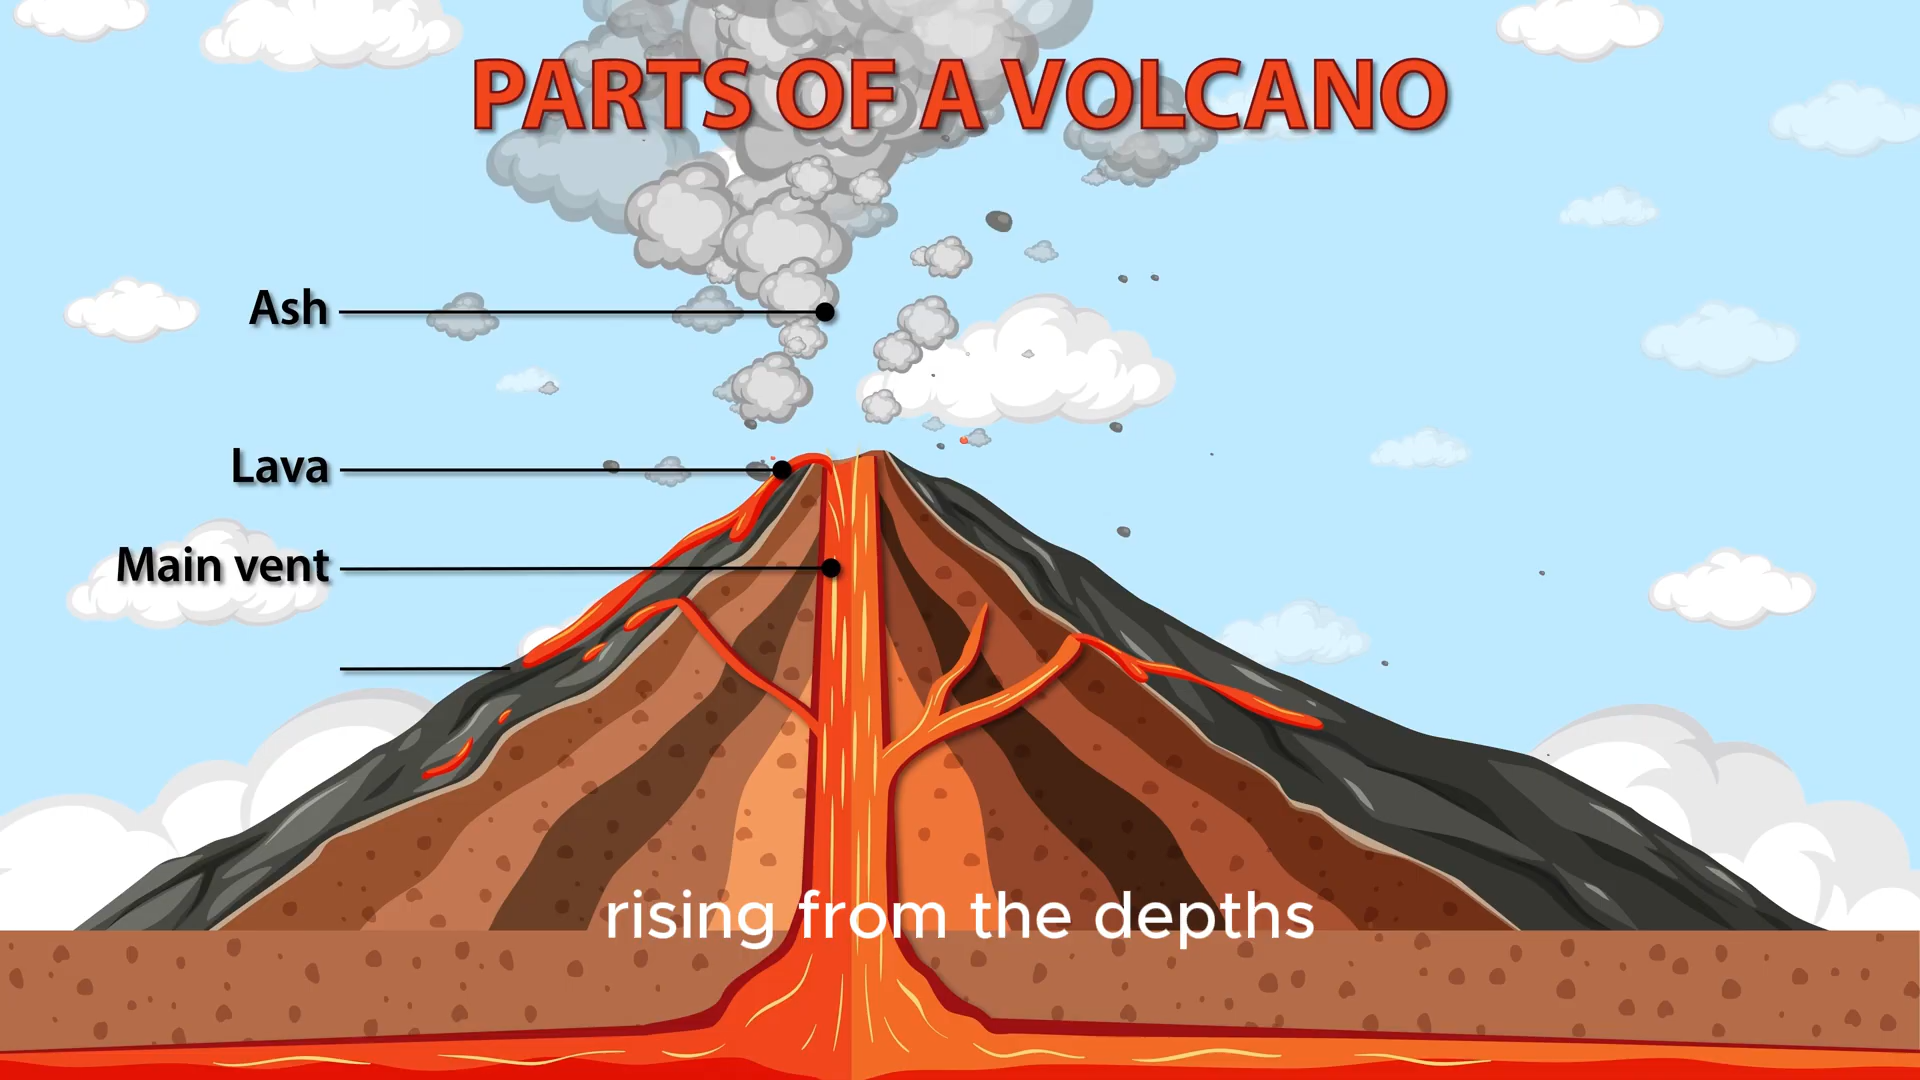 PARTS OF A VOLCANO
Ash
Lava
Main vent
rising from the depths